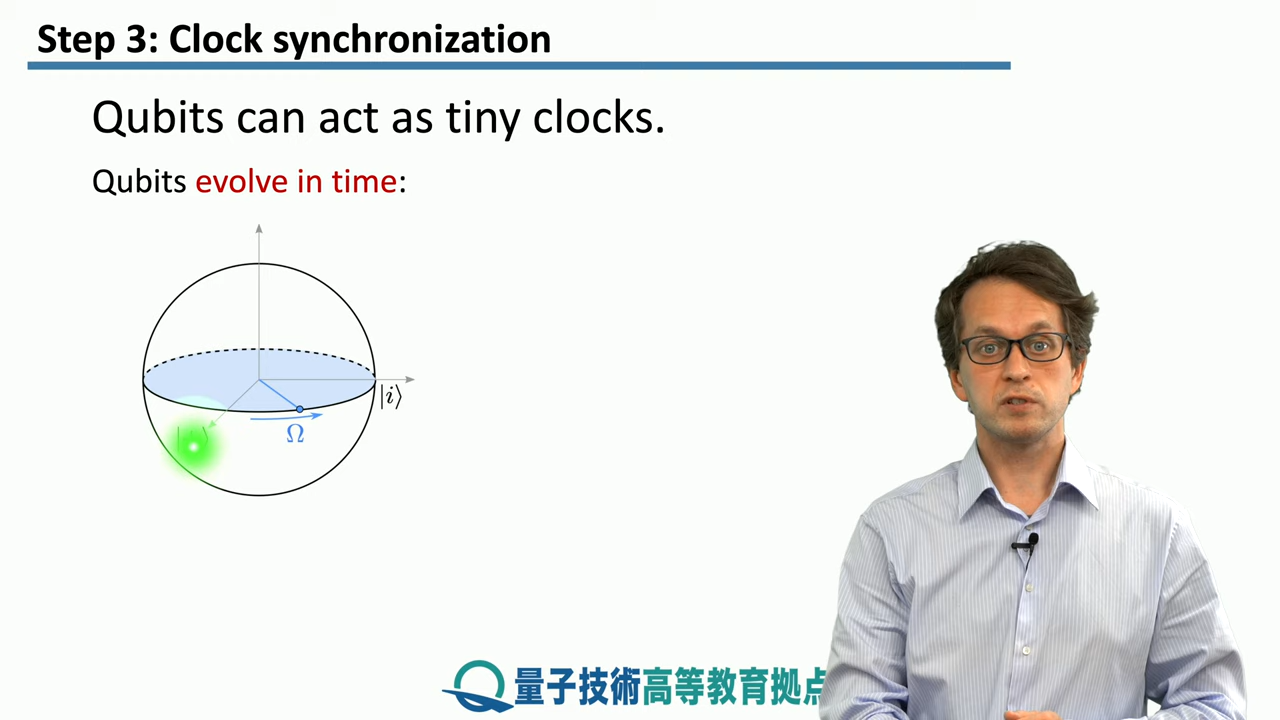 Step 3: Clock synchronization
Qubits can act as tiny clocks.
Qubits evolve in time:
|i⟩
Ω
量子技術高等教育拠点